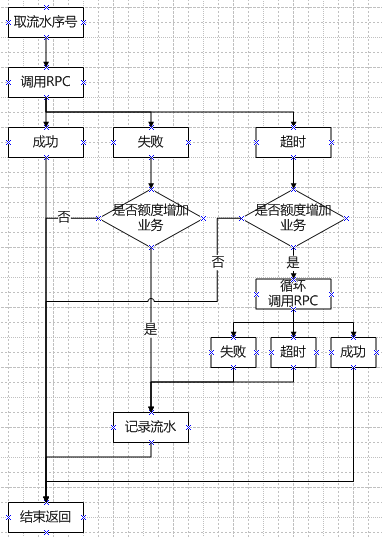 取流水序号
调用RPC
成功
失败
超时
是否额度增加
业务
是否额度增加
业务
否
否
是
循环
调用RPC
是
失败
超时
成功
记录流水
结束返回